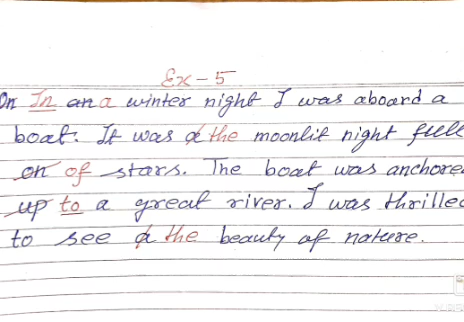 Ex - 5
On In an a winter night I was aboard a
boat. It was a the moonlit night full
on of stars. The boat was anchored
up to a great river. I was thrilled
to see a the beauty of nature.